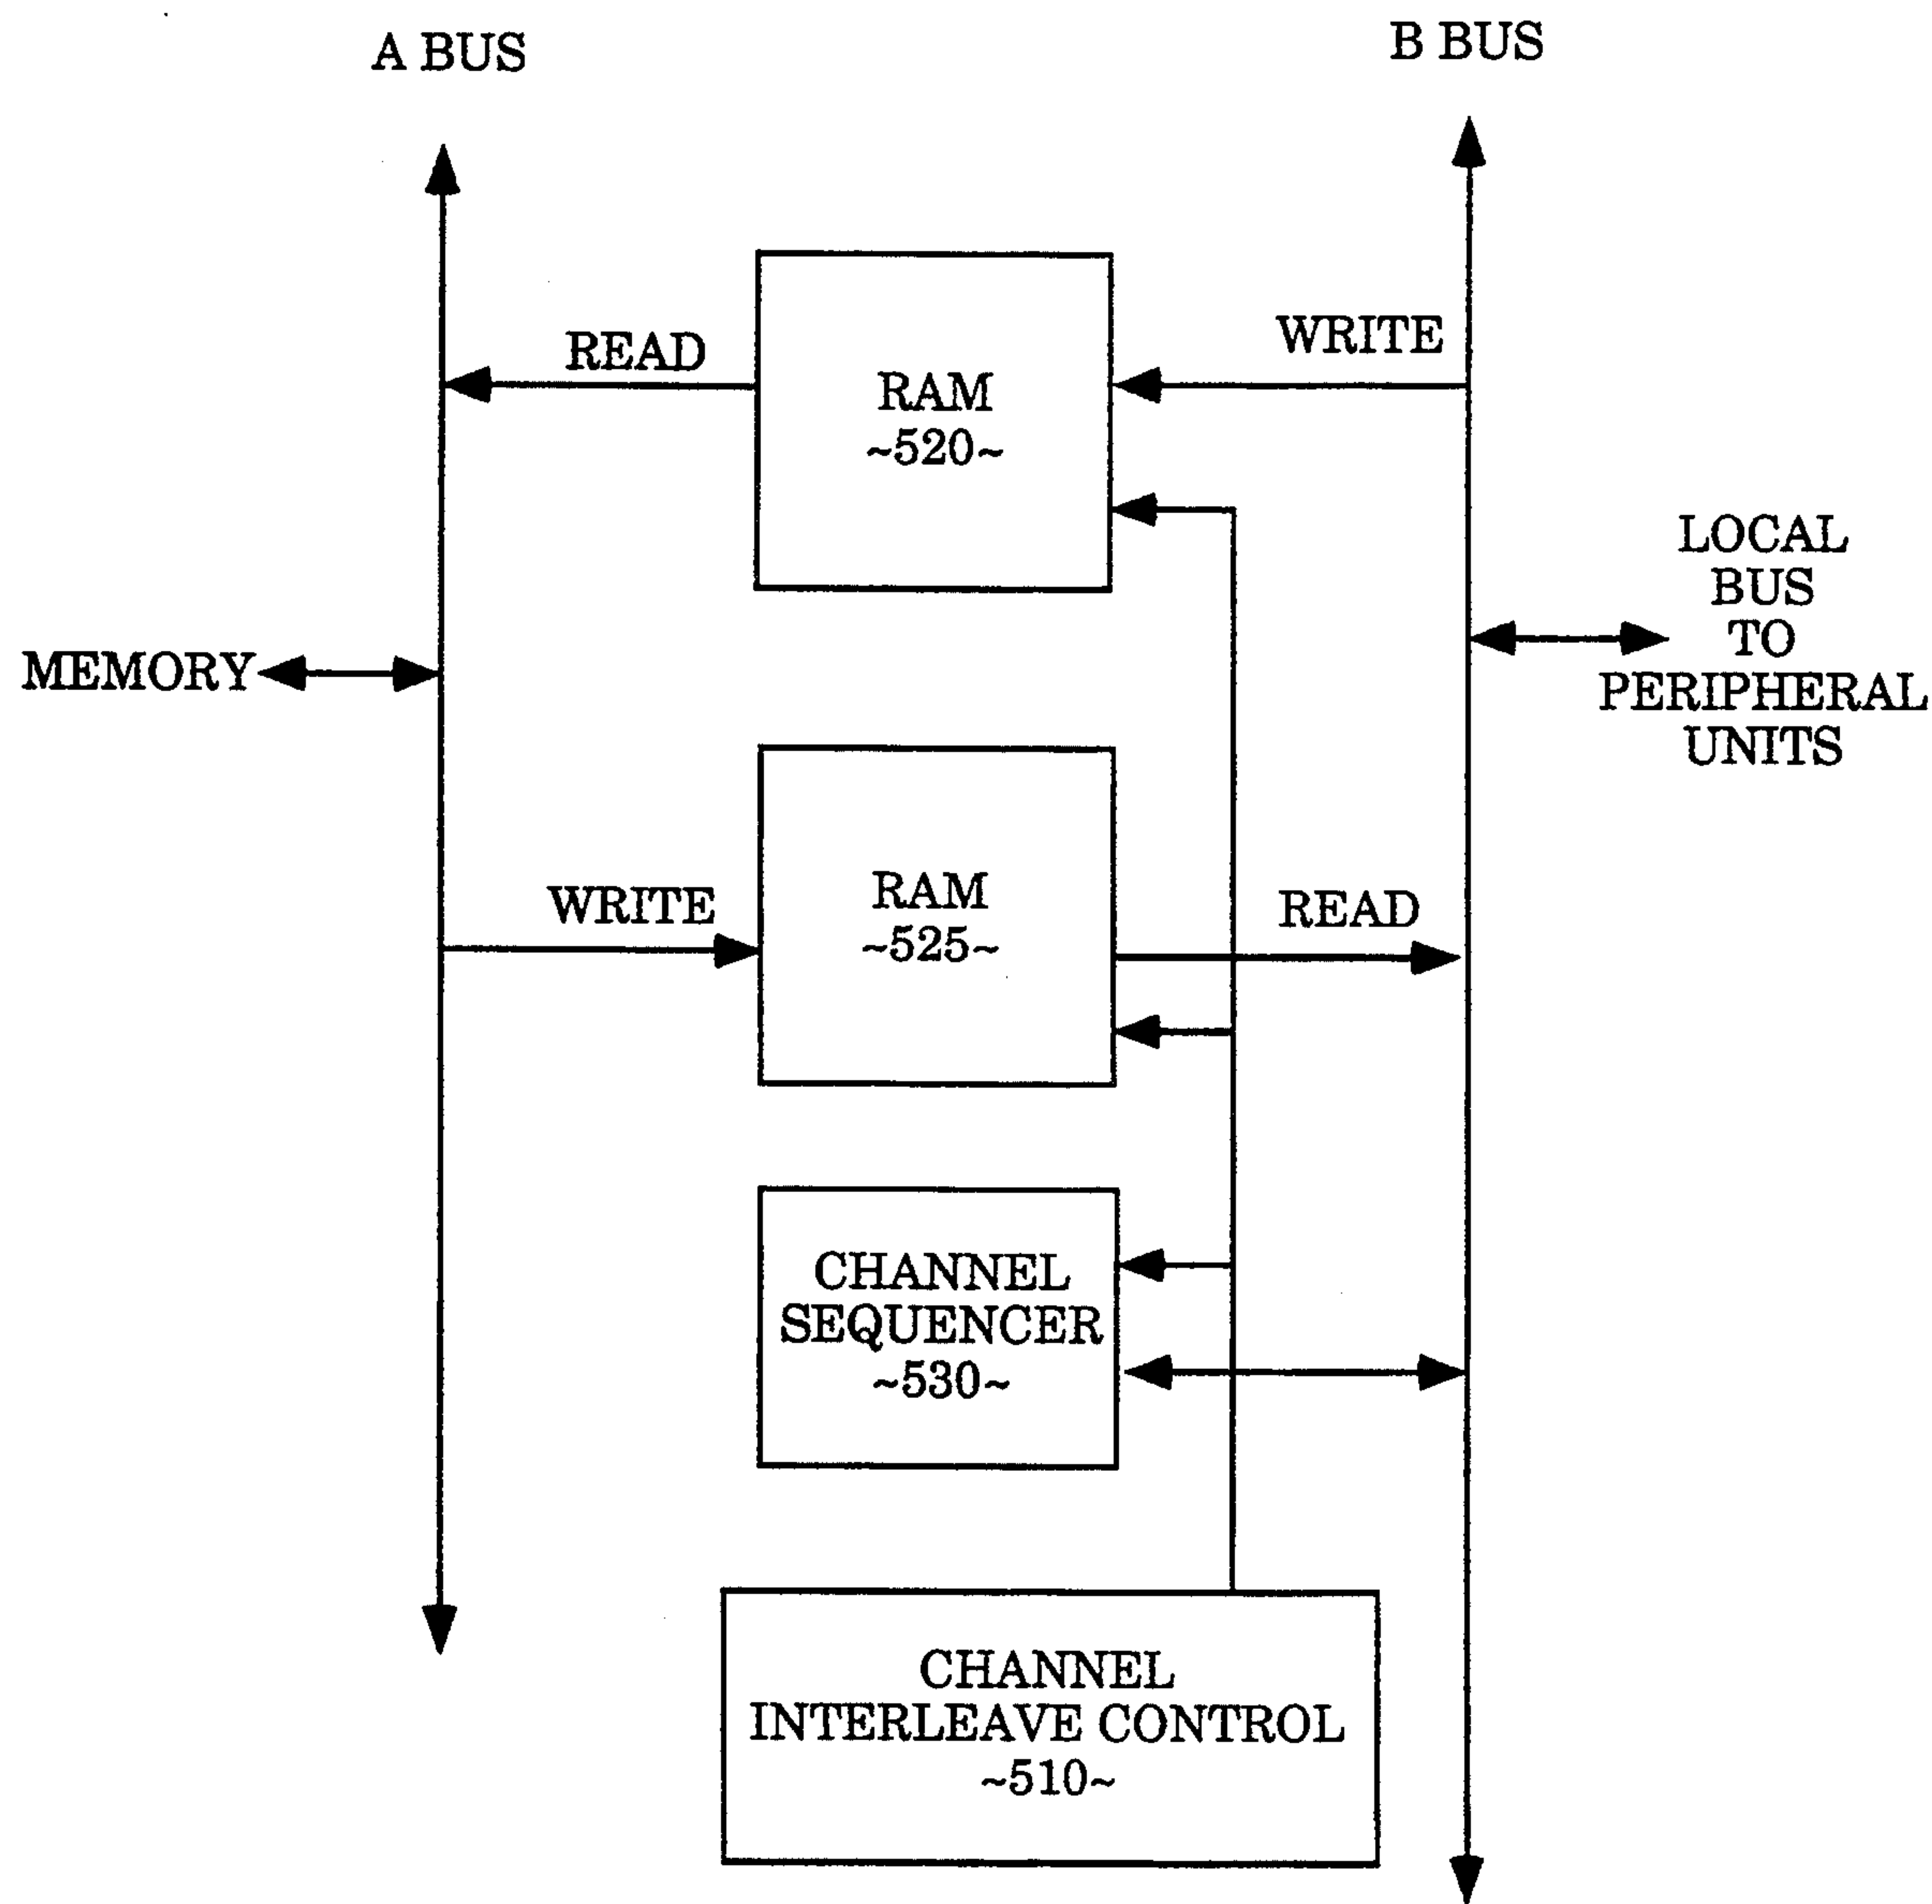 A BUS
B BUS
READ
WRITE
RAM
~520~
LOCAL
BUS
TO
PERIPHERAL
UNITS
MEMORY
WRITE
RAM
~525~
READ
CHANNEL
SEQUENCER
~530~
CHANNEL
INTERLEAVE CONTROL
~510~